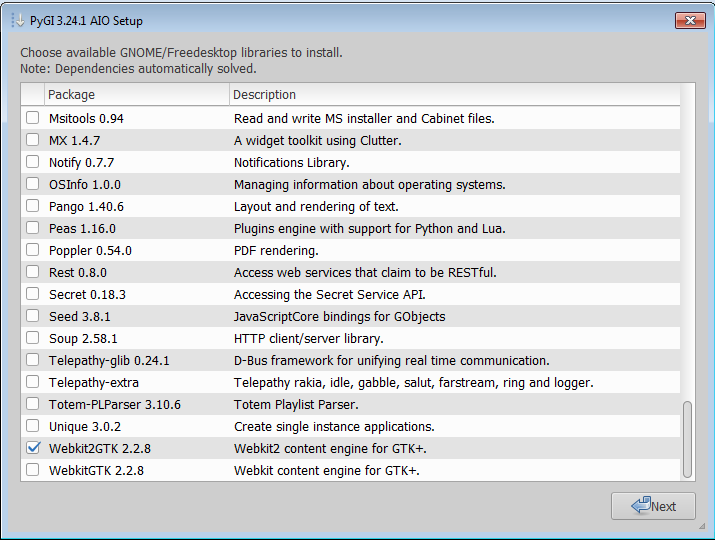 PyGI 3.24.1 AIO Setup
Choose available GNOME/Freedesktop libraries to install.
Note: Dependencies automatically solved.
Package Description
Msitools 0.94 Read and write MS installer and Cabinet files.
MX 1.4.7 A widget toolkit using Clutter.
Notify 0.7.7 Notifications Library.
OSInfo 1.0.0 Managing information about operating systems.
Pango 1.40.6 Layout and rendering of text.
Peas 1.16.0 Plugins engine with support for Python and Lua.
Poppler 0.54.0 PDF rendering.
Rest 0.8.0 Access web services that claim to be RESTful.
Secret 0.18.3 Accessing the Secret Service API.
Seed 3.8.1 JavaScriptCore bindings for GObjects
Soup 2.58.1 HTTP client/server library.
Telepathy-glib 0.24.1 D-Bus framework for unifying real time communication.
Telepathy-extra Telepathy rakia, idle, gabble, salut, farstream, ring and logger.
Totem-PLParser 3.10.6 Totem Playlist Parser.
Unique 3.0.2 Create single instance applications.
Webkit2GTK 2.2.8 Webkit2 content engine for GTK+.
WebkitGTK 2.2.8 Webkit content engine for GTK+.
Next